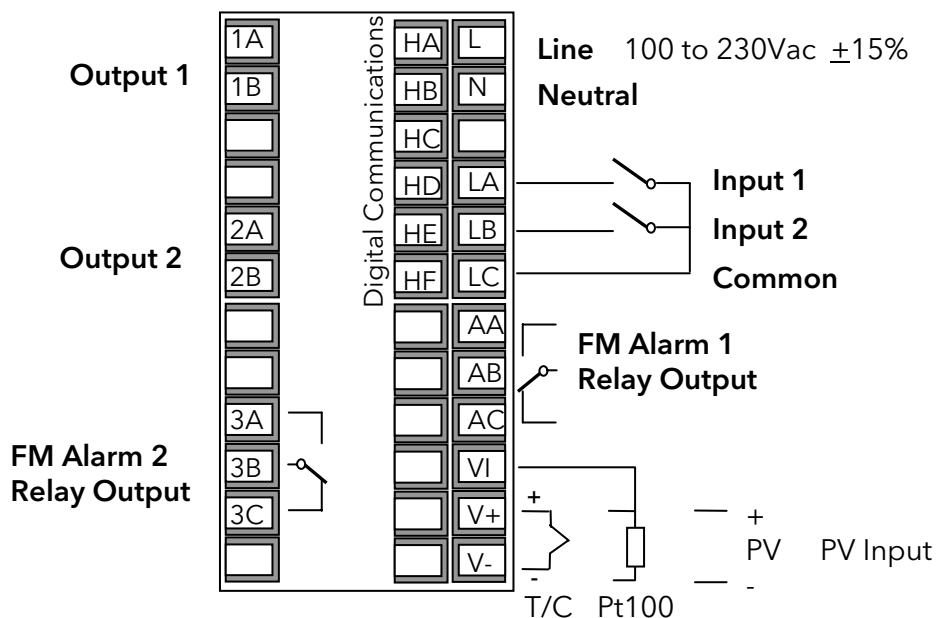 1A
HA
L
Line 100 to 230Vac ±15%
Output 1
1B
HB
N
Neutral
HC
Digital Communications
HD
LA
Input 1
2A
HE
LB
Input 2
Output 2
2B
HF
LC
Common
AA
FM Alarm 1
Relay Output
AB
3A
AC
FM Alarm 2
Relay Output
3B
VI
3C
V+
+
+
PV
PV Input
V-
-
-
T/C
Pt100